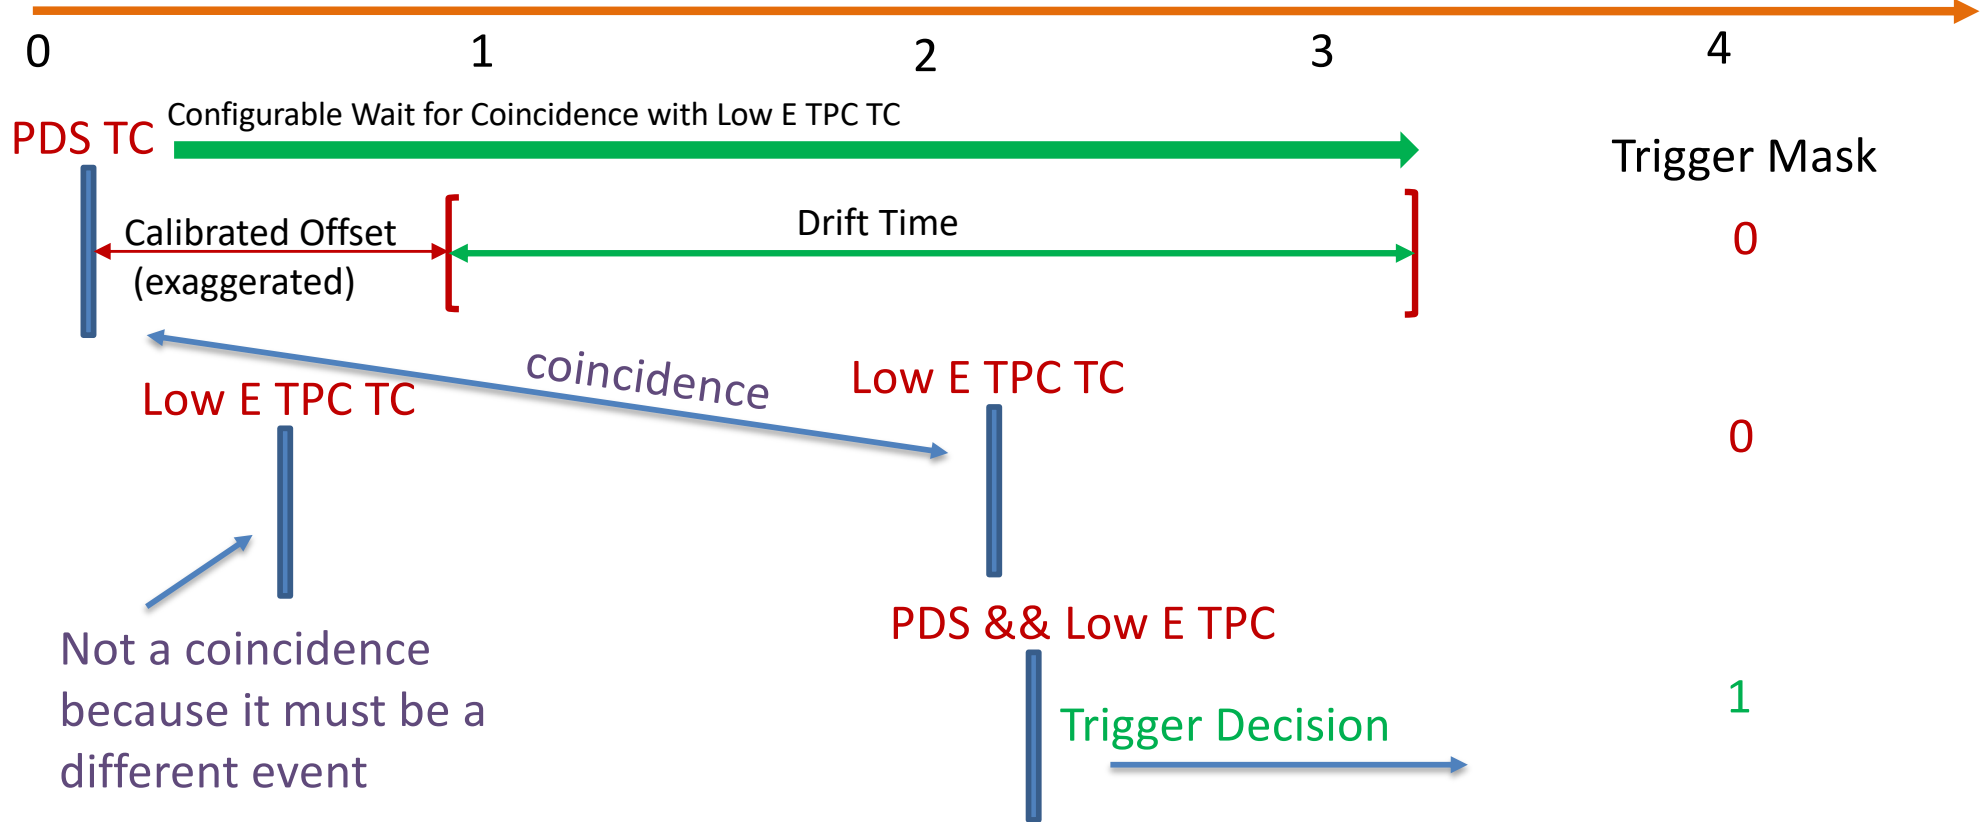 0 1 2 3 4
Configurable Wait for Coincidence with Low E TPC TC
PDS TC
Trigger Mask
Calibrated Offset
(exaggerated)
Drift Time
0
coincidence
Low E TPC TC
Low E TPC TC
0
PDS && Low E TPC
Not a coincidence
because it must be a
different event
Trigger Decision
1